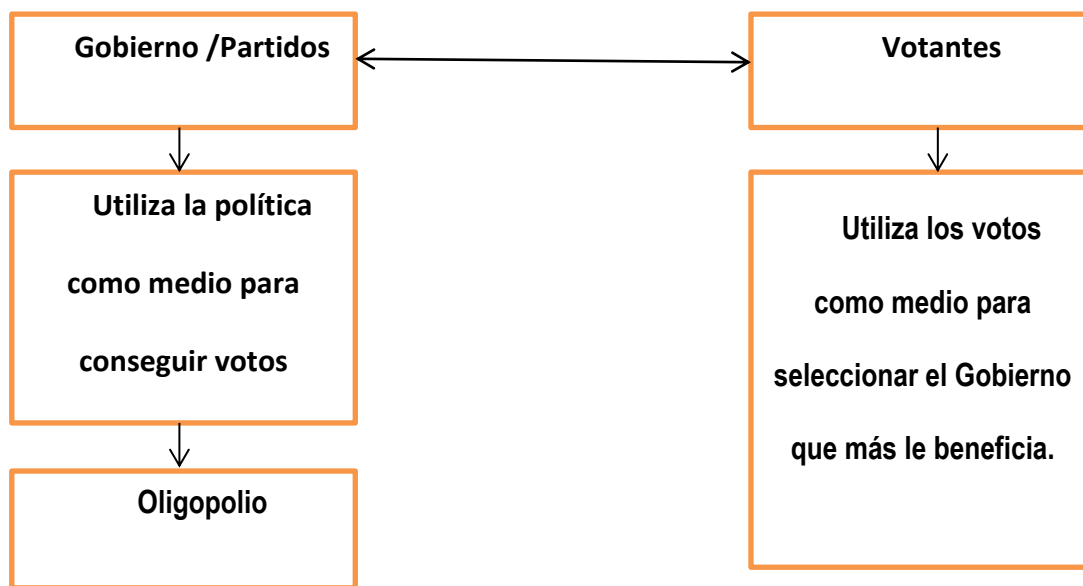 Gobierno /Partidos
Votantes
Utiliza la política
como medio para
conseguir votos
Utiliza los votos
como medio para
seleccionar el Gobierno
que más le beneficia.
Oligopolio